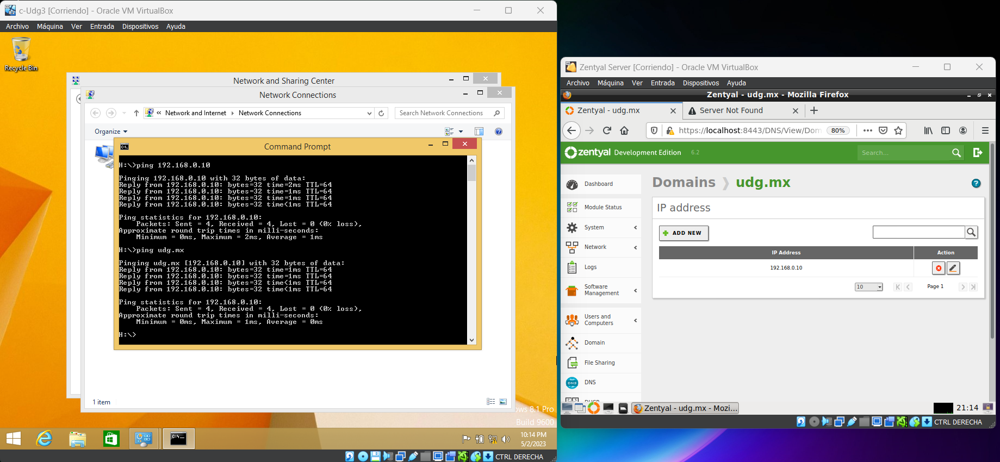 c-Udg3 [Corriendo] - Oracle VM VirtualBox
Archivo Máquina Ver Entrada Dispositivos Ayuda
Recycle Bin
Network and Sharing Center
Network Connections
« Network and Internet Network Connections
Search Network Connections
Organize
Command Prompt
H:\>ping 192.168.0.10
Pinging 192.168.0.10 with 32 bytes of data:
Reply from 192.168.0.10: bytes=32 time=2ms TTL=64
Reply from 192.168.0.10: bytes=32 time=1ms TTL=64
Reply from 192.168.0.10: bytes=32 time=1ms TTL=64
Reply from 192.168.0.10: bytes=32 time<1ms TTL=64
Ping statistics for 192.168.0.10:
Packets: Sent = 4, Received = 4, Lost = 0 (0% loss),
Approximate round trip times in milli-seconds:
Minimum = 0ms, Maximum = 2ms, Average = 1ms
H:\>ping udg.mx
Pinging udg.mx [192.168.0.10] with 32 bytes of data:
Reply from 192.168.0.10: bytes=32 time=1ms TTL=64
Reply from 192.168.0.10: bytes=32 time=1ms TTL=64
Reply from 192.168.0.10: bytes=32 time<1ms TTL=64
Reply from 192.168.0.10: bytes=32 time<1ms TTL=64
Ping statistics for 192.168.0.10:
Packets: Sent = 4, Received = 4, Lost = 0 (0% loss),
Approximate round trip times in milli-seconds:
Minimum = 0ms, Maximum = 1ms, Average = 0ms
H:\>
1 item
ows 8.1 Pro
Build 9600
10:14 PM
5/2/2023
CTRL DERECHA
Zentyal Server [Corriendo] - Oracle VM VirtualBox
Archivo Máquina Ver Entrada Dispositivos Ayuda
Zentyal - udg.mx - Mozilla Firefox
Zentyal - udg.mx
Server Not Found
https://localhost:8443/DNS/View/Dom
80%
zentyal Development Edition 6.2
Search...
Dashboard
Module Status
System
Network
Logs
Software
Management
Users and
Computers
Domain
File Sharing
DNS
DHCP
Domains udg.mx
IP address
ADD NEW
IP Address Action
192.168.0.10
10
Page 1
Zentyal - udg.mx - Mozi...
21:14
CTRL DERECHA